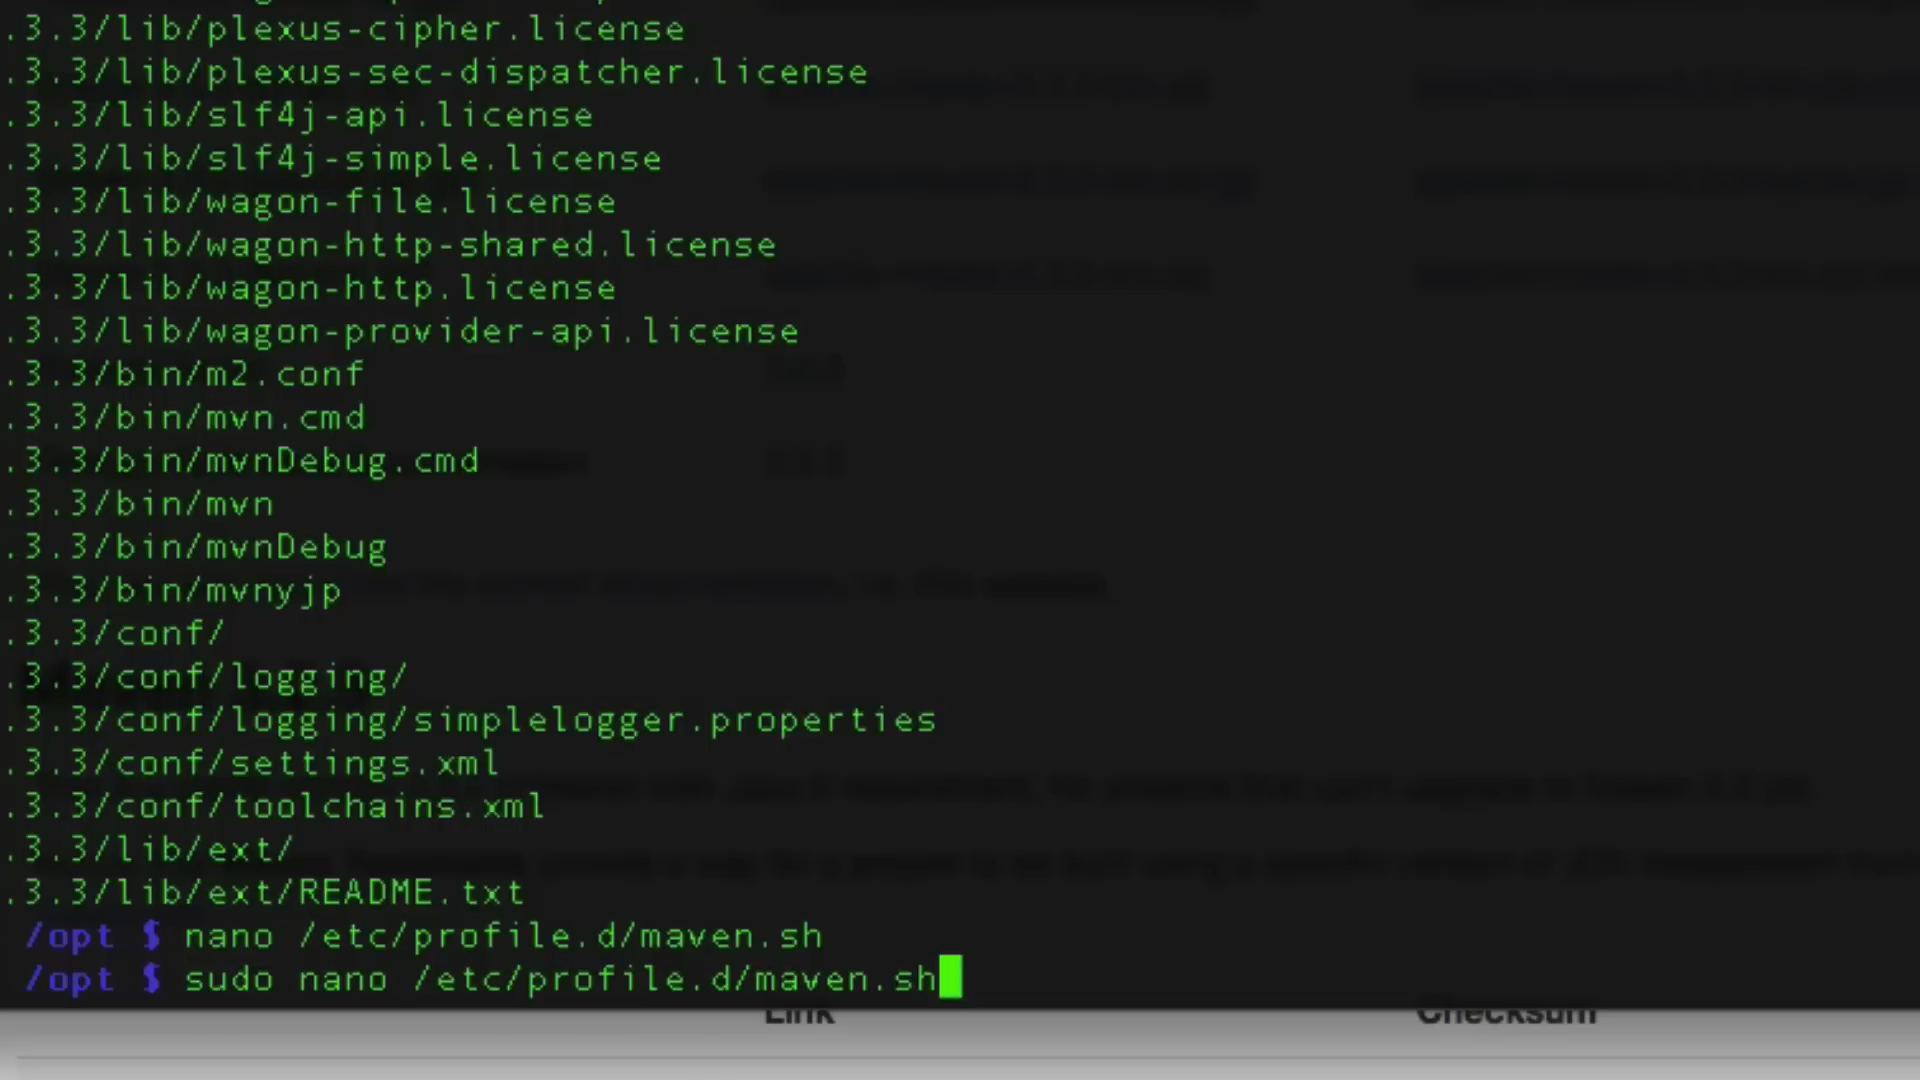 .3.3/lib/plexus-cipher.license
.3.3/lib/plexus-sec-dispatcher.license
.3.3/lib/slf4j-api.license
.3.3/lib/slf4j-simple.license
.3.3/lib/wagon-file.license
.3.3/lib/wagon-http-shared.license
.3.3/lib/wagon-http.license
.3.3/lib/wagon-provider-api.license
.3.3/bin/m2.conf
.3.3/bin/mvn.cmd
.3.3/bin/mvnDebug.cmd
.3.3/bin/mvn
.3.3/bin/mvnDebug
.3.3/bin/mvnyjp
.3.3/conf/
.3.3/conf/logging/
.3.3/conf/logging/simplelogger.properties
.3.3/conf/settings.xml
.3.3/conf/toolchains.xml
.3.3/lib/ext/
.3.3/lib/ext/README.txt
/opt $ nano /etc/profile.d/maven.sh
/opt $ sudo nano /etc/profile.d/maven.sh
Link Checksum